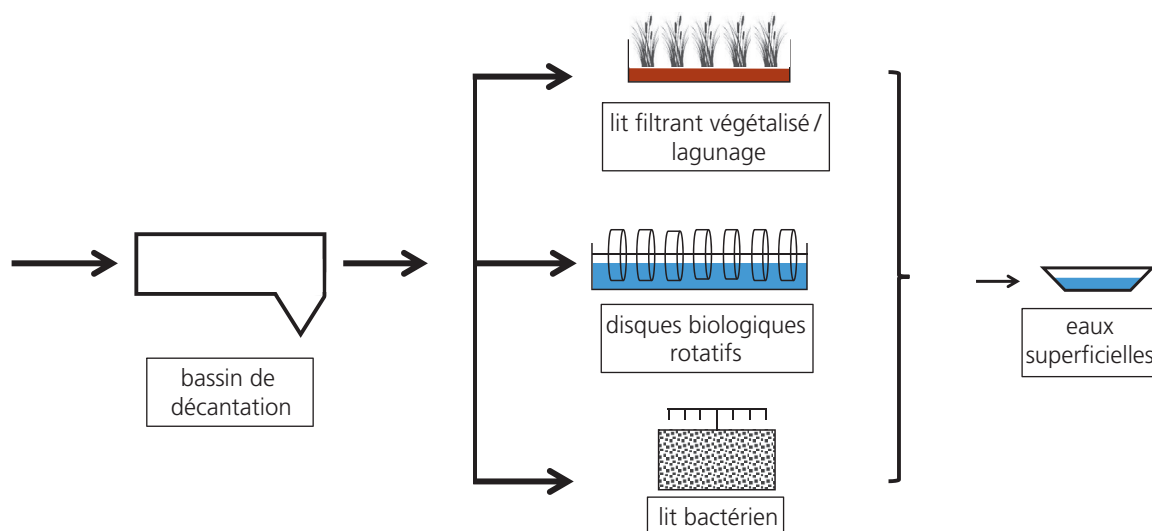 lit filtrant végétalisé /
lagunage
disques biologiques
rotatifs
bassin de
décantation
eaux
superficielles
lit bactérien